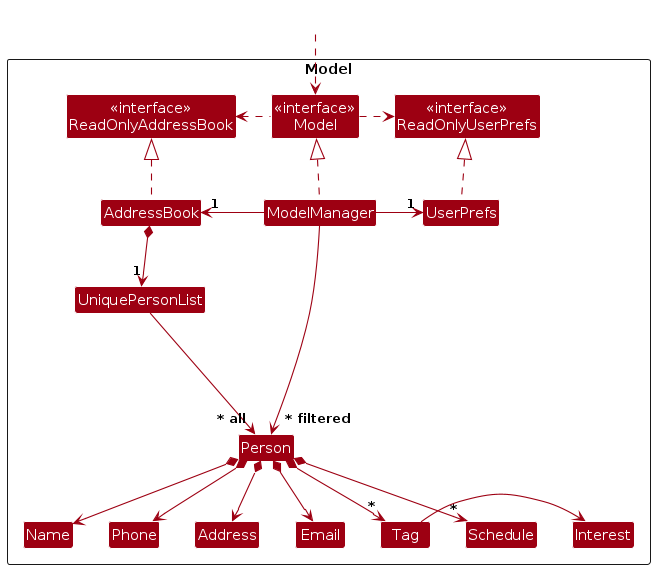 Model
«interface»
ReadOnlyAddressBook
«interface»
Model
«interface»
ReadOnlyUserPrefs
AddressBook
1
ModelManager
1
UserPrefs
1
UniquePersonList
* all
* filtered
Person
*
*
Name
Phone
Address
Email
Tag
Schedule
Interest